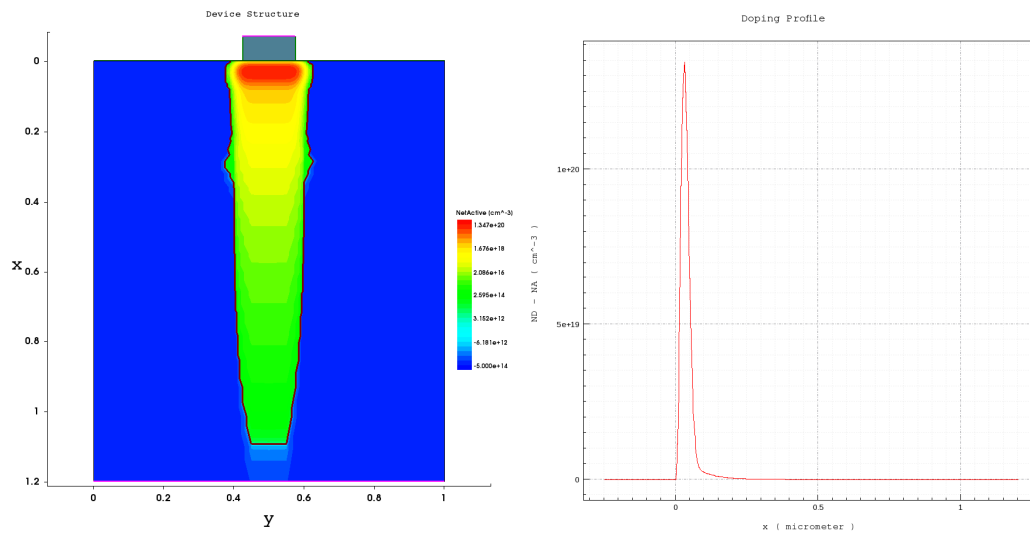 Device Structure
0
0.2
0.4
0.6
0.8
1
1.2
x
0
0.2
0.4
0.6
0.8
1
y
NetActive (cm^-3)
1.347e+20
1.676e+18
2.086e+16
2.595e+14
3.152e+12
-6.181e+12
-5.000e+14
Doping Profile
1e+20
5e+19
0
ND - NA ( cm^-3 )
0
0.5
1
x ( micrometer )